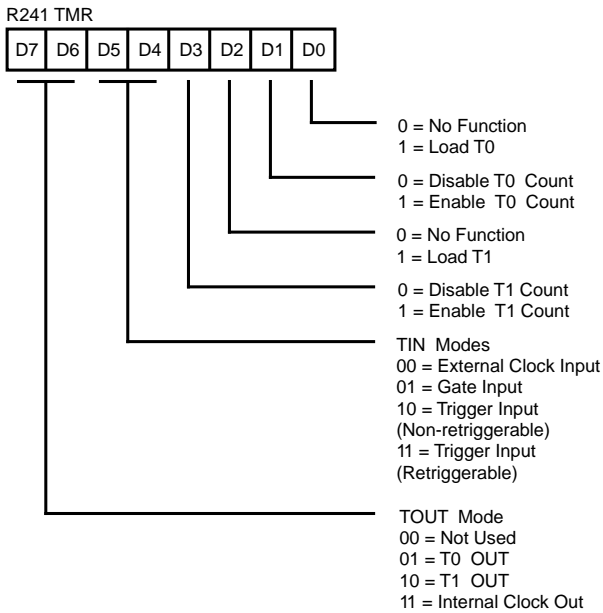 R241 TMR
D7 D6 D5 D4 D3 D2 D1 D0
0 = No Function
1 = Load T0
0 = Disable T0 Count
1 = Enable T0 Count
0 = No Function
1 = Load T1
0 = Disable T1 Count
1 = Enable T1 Count
TIN Modes
00 = External Clock Input
01 = Gate Input
10 = Trigger Input
(Non-retriggerable)
11 = Trigger Input
(Retriggerable)
TOUT Mode
00 = Not Used
01 = T0 OUT
10 = T1 OUT
11 = Internal Clock Out